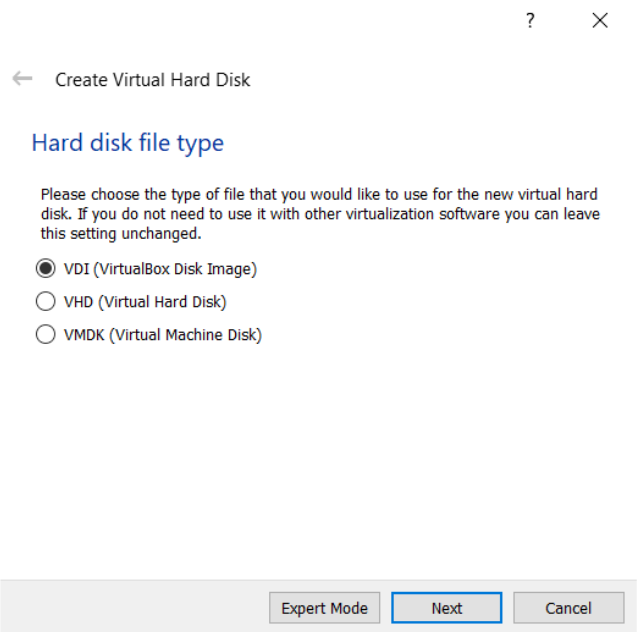 ?
Create Virtual Hard Disk
Hard disk file type
Please choose the type of file that you would like to use for the new virtual hard
disk. If you do not need to use it with other virtualization software you can leave
this setting unchanged.
VDI (VirtualBox Disk Image)
VHD (Virtual Hard Disk)
VMDK (Virtual Machine Disk)
Expert Mode Next Cancel